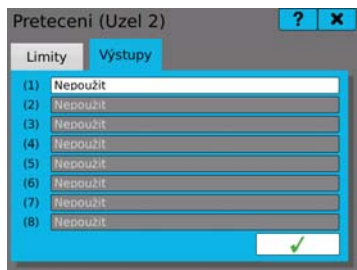 Preteceni (Uzel 2)
? ×
Limity Výstupy
(1) Nepoužit
(2) Nepoužit
(3) Nepoužit
(4) Nepoužit
(5) Nepoužit
(6) Nepoužit
(7) Nepoužit
(8) Nepoužit